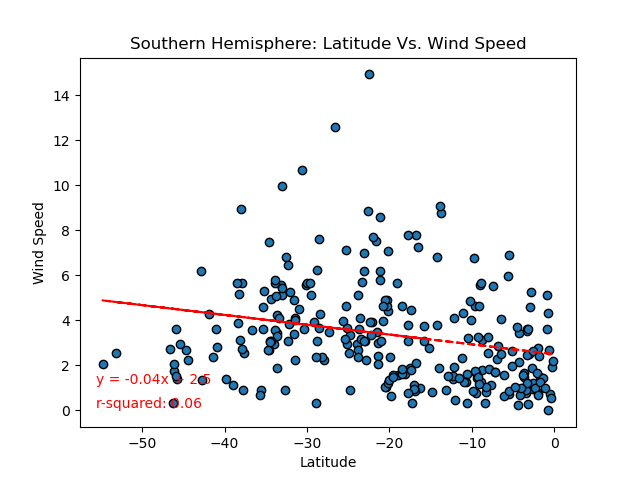 Southern Hemisphere: Latitude Vs. Wind Speed
14
12
10
8
6
4
2
0
Wind Speed
y = -0.04x + 2.5
r-squared: 0.06
−50
−40
−30
−20
−10
0
Latitude